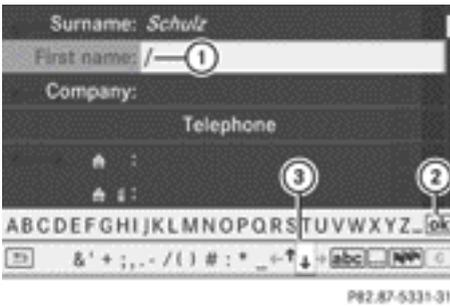 Surname: Schulz
First name: /
1
Company:
Telephone
:
:
3
2
ABCDEFGHIJKLMNOPQRSTUVWXYZ_ ok
& ' + ; , . - / ( ) # : * _ ←↑↓→ abc
P82.87-5331-31